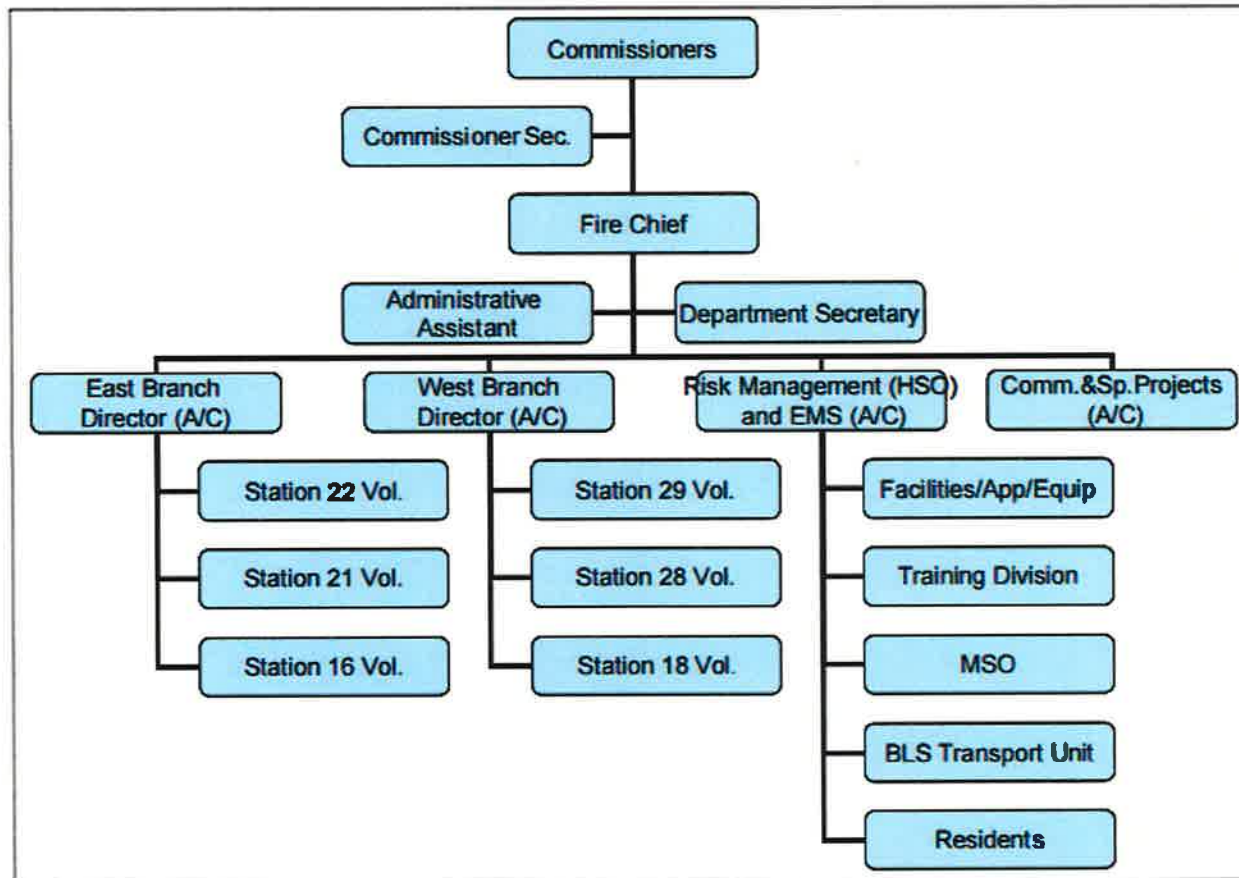 Commissioners
Commissioner Sec.
Fire Chief
Administrative
Assistant
Department Secretary
East Branch
Director (A/C)
West Branch
Director (A/C)
Risk Management (HSO)
and EMS (A/C)
Comm.&Sp.Projects
(A/C)
Station 22 Vol.
Station 21 Vol.
Station 16 Vol.
Station 29 Vol.
Station 28 Vol.
Station 18 Vol.
Facilities/App/Equip
Training Division
MSO
BLS Transport Unit
Residents